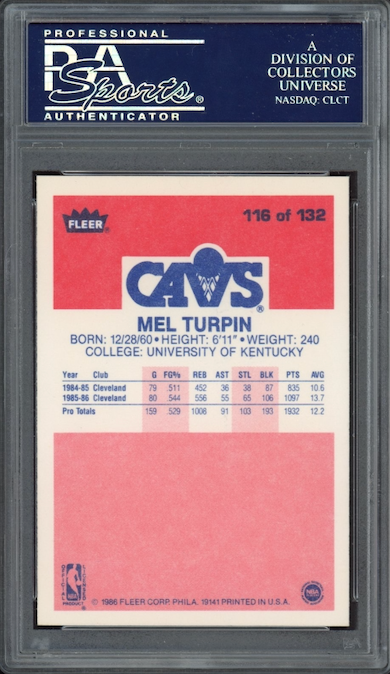 PROFESSIONAL
PSA
Sports®
AUTHENTICATOR
A
DIVISION OF
COLLECTORS
UNIVERSE
NASDAQ: CLCT
FLEER®
116 of 132
CAVS®
MEL TURPIN
BORN: 12/28/60 • HEIGHT: 6'11" • WEIGHT: 240
COLLEGE: UNIVERSITY OF KENTUCKY
Year Club G FG% REB AST STL BLK PTS AVG
1984-85 Cleveland 79 .511 452 36 38 87 835 10.6
1985-86 Cleveland 80 .544 556 55 65 106 1097 13.7
Pro Totals 159 .529 1008 91 103 193 1932 12.2
OFFICIAL
NBA
LICENSED
PRODUCT
© 1986 FLEER CORP. PHILA. 19141 PRINTED IN U.S.A.